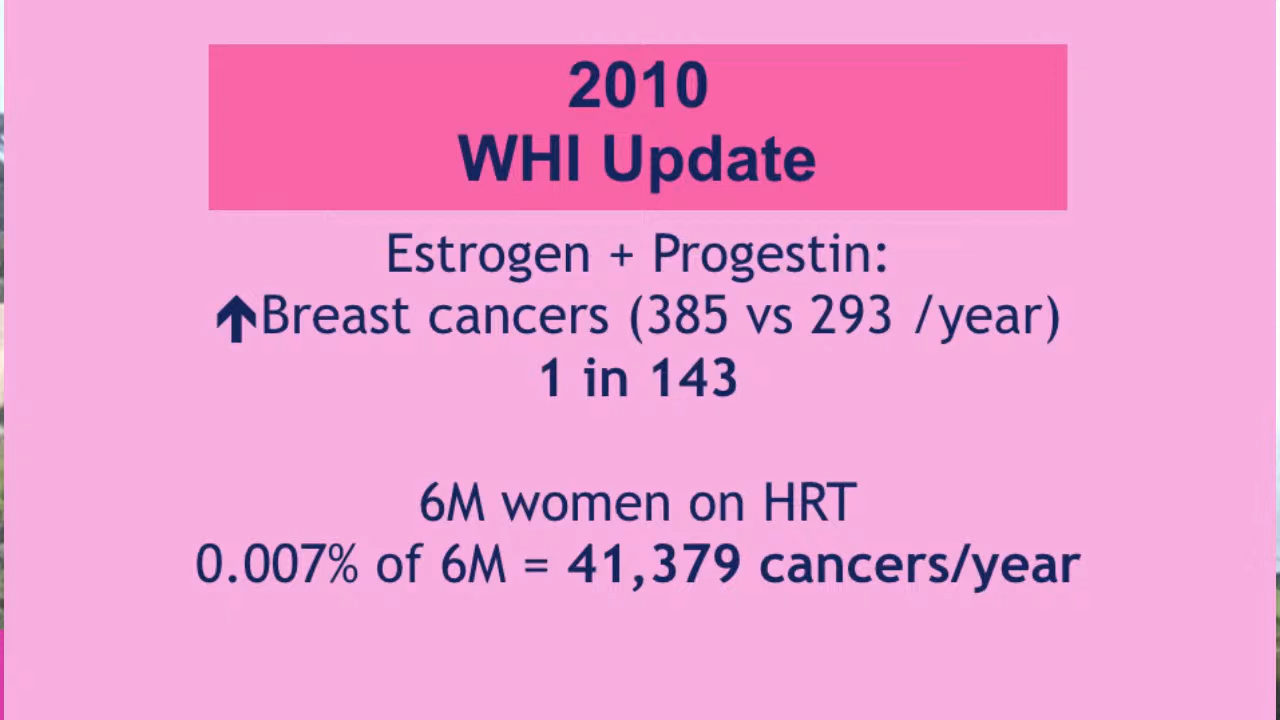 2010
WHI Update
Estrogen + Progestin:
⬆Breast cancers (385 vs 293 /year)
1 in 143
6M women on HRT
0.007% of 6M = 41,379 cancers/year